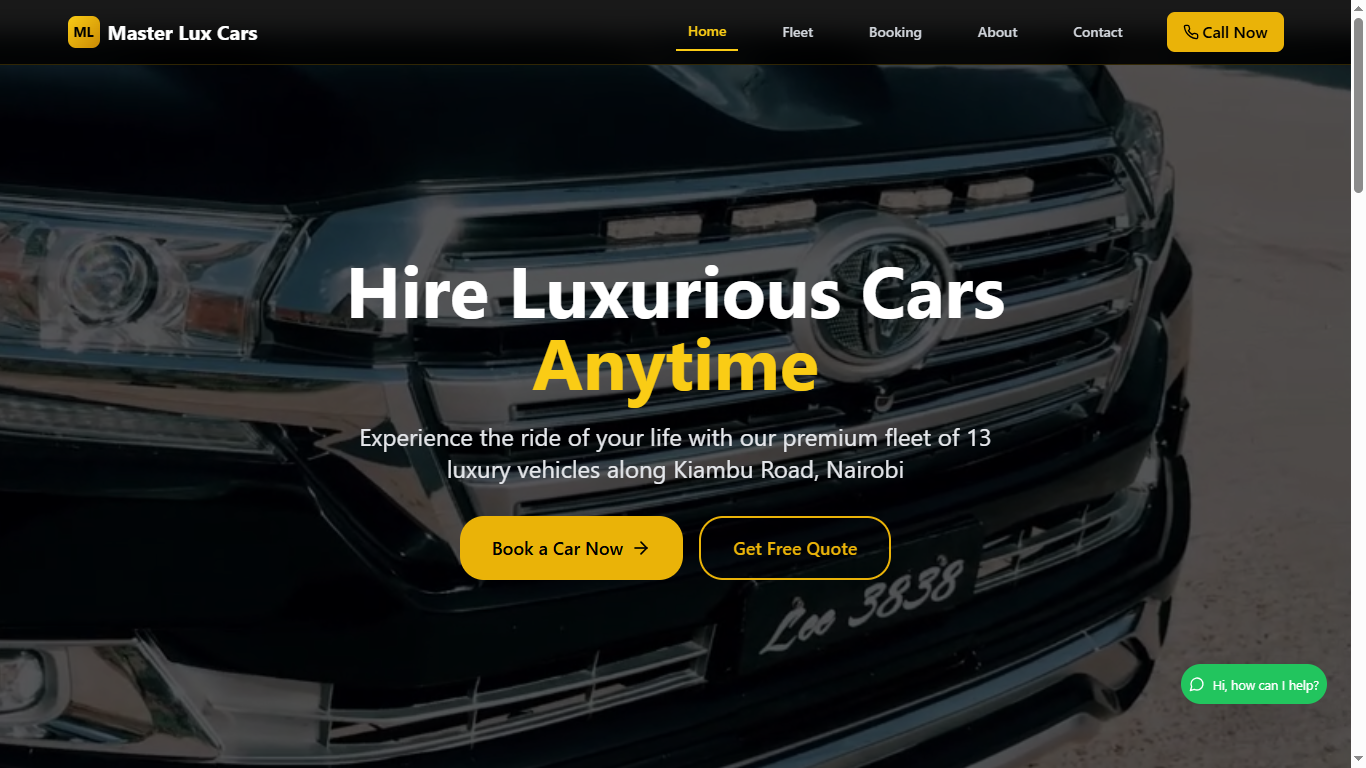 ML Master Lux Cars
Home Fleet Booking About Contact Call Now
Hire Luxurious Cars
Anytime
Experience the ride of your life with our premium fleet of 13
luxury vehicles along Kiambu Road, Nairobi
Book a Car Now
Get Free Quote
Lee 3838
Hi, how can I help?